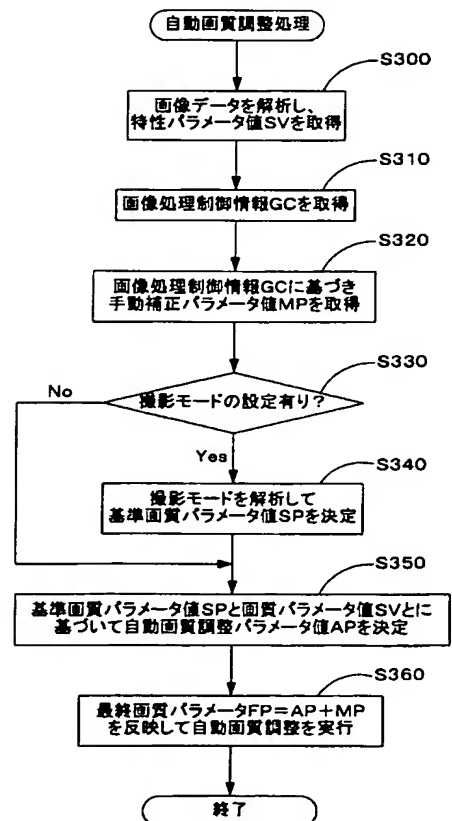 自動画質調整処理
S300
画像データを解析し、
特性パラメータ値SVを取得
S310
画像処理制御情報GCを取得
S320
画像処理制御情報GCに基づき
手動補正パラメータ値MPを取得
S330
No
撮影モードの設定有り?
Yes
S340
撮影モードを解析して
基準画質パラメータ値SPを決定
S350
基準画質パラメータ値SPと画質パラメータ値SVとに
基づいて自動画質調整パラメータ値APを決定
S360
最終画質パラメータFP=AP+MP
を反映して自動画質調整を実行
終了